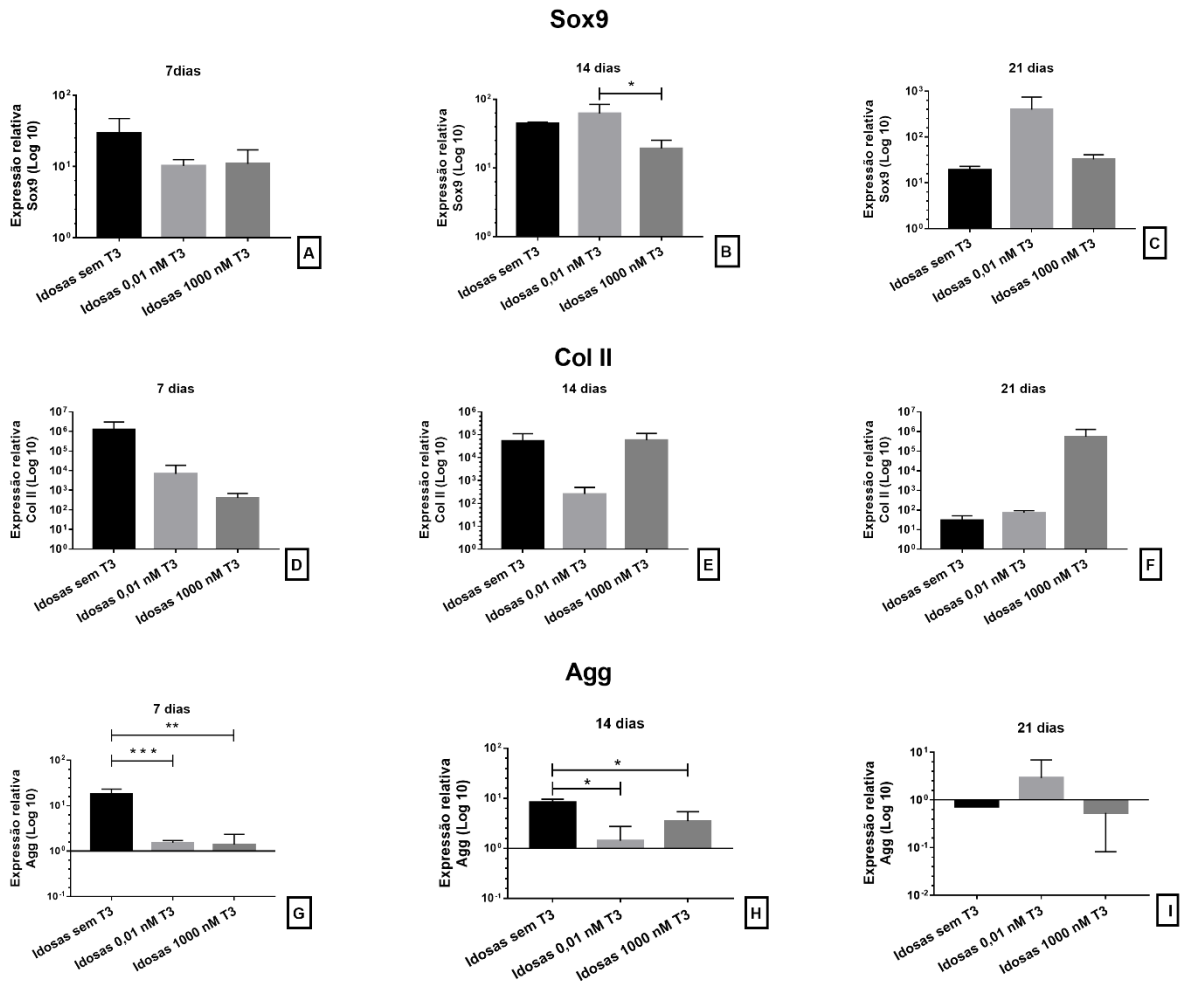 Sox9
7dias
Expressão relativa
Sox9 (Log 10)
10²
10¹
10⁰
Idosas sem T3
Idosas 0,01 nM T3
Idosas 1000 nM T3
A
14 dias
*
Expressão relativa
Sox9 (Log 10)
10²
10¹
10⁰
Idosas sem T3
Idosas 0,01 nM T3
Idosas 1000 nM T3
B
21 dias
Expressão relativa
Sox9 (Log 10)
10³
10²
10¹
10⁰
Idosas sem T3
Idosas 0,01 nM T3
Idosas 1000 nM T3
C
Col II
7 dias
Expressão relativa
Col II (Log 10)
10⁷
10⁶
10⁵
10⁴
10³
10²
10¹
10⁰
Idosas sem T3
Idosas 0,01 nM T3
Idosas 1000 nM T3
D
14 dias
Expressão relativa
Col II (Log 10)
10⁶
10⁵
10⁴
10³
10²
10¹
10⁰
Idosas sem T3
Idosas 0,01 nM T3
Idosas 1000 nM T3
E
21 dias
Expressão relativa
Col II (Log 10)
10⁷
10⁶
10⁵
10⁴
10³
10²
10¹
10⁰
Idosas sem T3
Idosas 0,01 nM T3
Idosas 1000 nM T3
F
Agg
7 dias
**
***
Expressão relativa
Agg (Log 10)
10²
10¹
10⁰
10⁻¹
Idosas sem T3
Idosas 0,01 nM T3
Idosas 1000 nM T3
G
14 dias
*
*
Expressão relativa
Agg (Log 10)
10²
10¹
10⁰
10⁻¹
Idosas sem T3
Idosas 0,01 nM T3
Idosas 1000 nM T3
H
21 dias
Expressão relativa
Agg (Log 10)
10¹
10⁰
10⁻¹
10⁻²
Idosas sem T3
Idosas 0,01 nM T3
Idosas 1000 nM T3
I